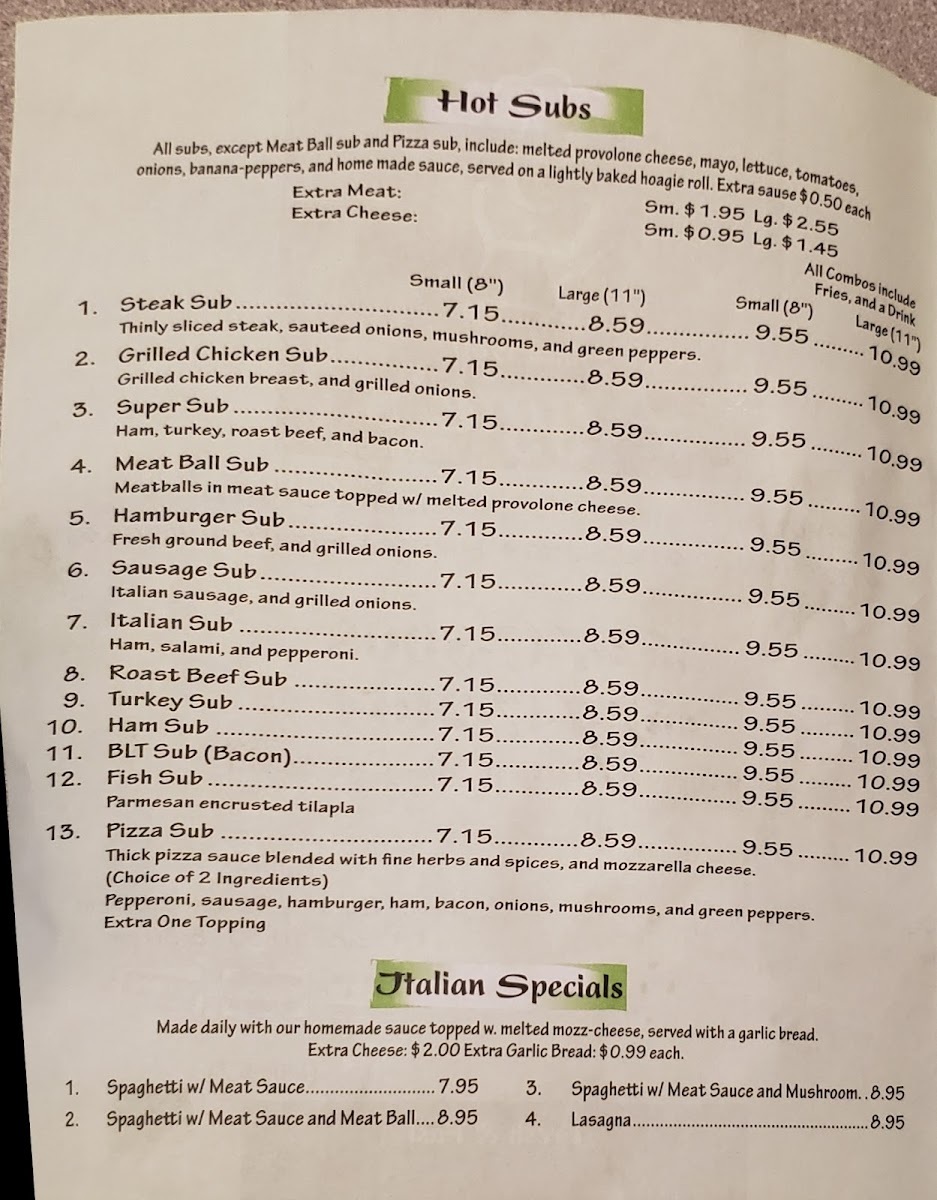 Hot Subs
All subs, except Meat Ball sub and Pizza sub, include: melted provolone cheese, mayo, lettuce, tomatoes,
onions, banana-peppers, and home made sauce, served on a lightly baked hoagie roll. Extra sause $0.50 each
Extra Meat: Sm. $1.95 Lg. $2.55
Extra Cheese: Sm. $0.95 Lg. $1.45
All Combos include
Fries, and a Drink
Small (8") Large (11") Small (8") Large (11")
1. Steak Sub 7.15 8.59 9.55 10.99
Thinly sliced steak, sauteed onions, mushrooms, and green peppers.
2. Grilled Chicken Sub 7.15 8.59 9.55 10.99
Grilled chicken breast, and grilled onions.
3. Super Sub 7.15 8.59 9.55 10.99
Ham, turkey, roast beef, and bacon.
4. Meat Ball Sub 7.15 8.59 9.55 10.99
Meatballs in meat sauce topped w/ melted provolone cheese.
5. Hamburger Sub 7.15 8.59 9.55 10.99
Fresh ground beef, and grilled onions.
6. Sausage Sub 7.15 8.59 9.55 10.99
Italian sausage, and grilled onions.
7. Italian Sub 7.15 8.59 9.55 10.99
Ham, salami, and pepperoni.
8. Roast Beef Sub 7.15 8.59 9.55 10.99
9. Turkey Sub 7.15 8.59 9.55 10.99
10. Ham Sub 7.15 8.59 9.55 10.99
11. BLT Sub (Bacon) 7.15 8.59 9.55 10.99
12. Fish Sub 7.15 8.59 9.55 10.99
Parmesan encrusted tilapla
13. Pizza Sub 7.15 8.59 9.55 10.99
Thick pizza sauce blended with fine herbs and spices, and mozzarella cheese.
(Choice of 2 Ingredients)
Pepperoni, sausage, hamburger, ham, bacon, onions, mushrooms, and green peppers.
Extra One Topping
Italian Specials
Made daily with our homemade sauce topped w. melted mozz-cheese, served with a garlic bread.
Extra Cheese: $2.00 Extra Garlic Bread: $0.99 each.
1. Spaghetti w/ Meat Sauce 7.95
2. Spaghetti w/ Meat Sauce and Meat Ball 8.95
3. Spaghetti w/ Meat Sauce and Mushroom 8.95
4. Lasagna 8.95